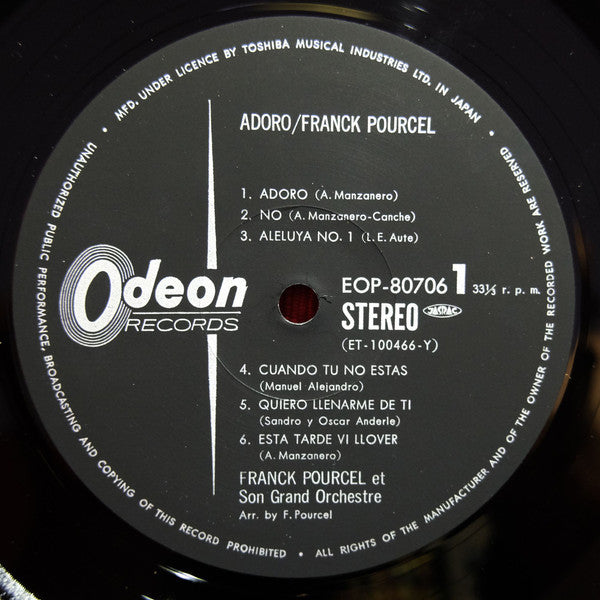 • MFD. UNDER LICENCE BY TOSHIBA MUSICAL INDUSTRIES LTD. IN JAPAN •
ADORO/FRANCK POURCEL
1. ADORO (A. Manzanero)
2. NO (A. Manzanero-Canche)
3. ALELUYA NO. 1 (L. E. Aute)
Odeon
RECORDS
EOP-80706 1 33⅓ r. p. m.
STEREO JASRAC
(ET-100466-Y)
4. CUANDO TU NO ESTAS
(Manuel Alejandro)
5. QUIERO LLENARME DE TI
(Sandro y Oscar Anderle)
6. ESTA TARDE VI LLOVER
(A. Manzanero)
FRANCK POURCEL et
Son Grand Orchestre
Arr. by F. Pourcel
UNAUTHORIZED PUBLIC PERFORMANCE, BROADCASTING AND COPYING OF THIS RECORD PROHIBITED • ALL RIGHTS OF THE MANUFACTURER AND OF THE OWNER OF THE RECORDED WORK ARE RESERVED